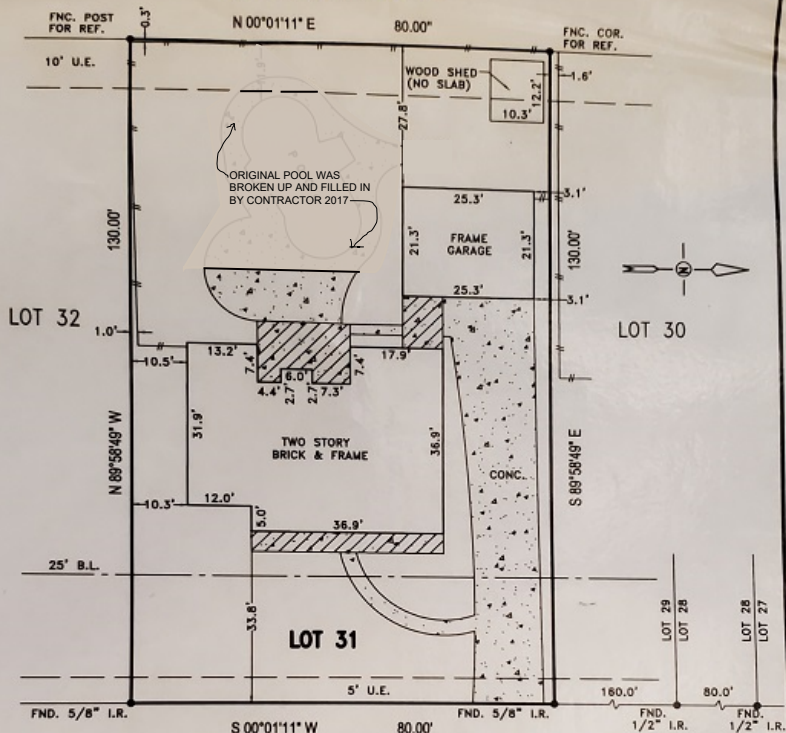 FNC. POST
FOR REF.
0.3'
N 00°01'11" E
80.00"
FNC. COR.
FOR REF.
10' U.E.
WOOD SHED
(NO SLAB)
1.6'
12.2'
10.3'
27.8'
ORIGINAL POOL WAS
BROKEN UP AND FILLED IN
BY CONTRACTOR 2017
25.3'
3.1'
130.00'
21.3'
FRAME
GARAGE
21.3'
130.00'
N
25.3'
3.1'
LOT 32
LOT 30
1.0'
10.5'
13.2'
7.4'
6.0'
7.4'
17.9'
4.4'
2.7'
2.7'
7.3'
31.9'
TWO STORY
BRICK & FRAME
36.9'
CONC.
N 89°58'49" W
S 89°58'49" E
10.3'
12.0'
5.0'
36.9'
25' B.L.
33.8'
LOT 31
LOT 29
LOT 28
LOT 28
LOT 27
5' U.E.
160.0'
80.0'
FND. 5/8" I.R.
S 00°01'11" W
80.00'
FND. 5/8" I.R.
FND.
1/2" I.R.
FND.
1/2" I.R.